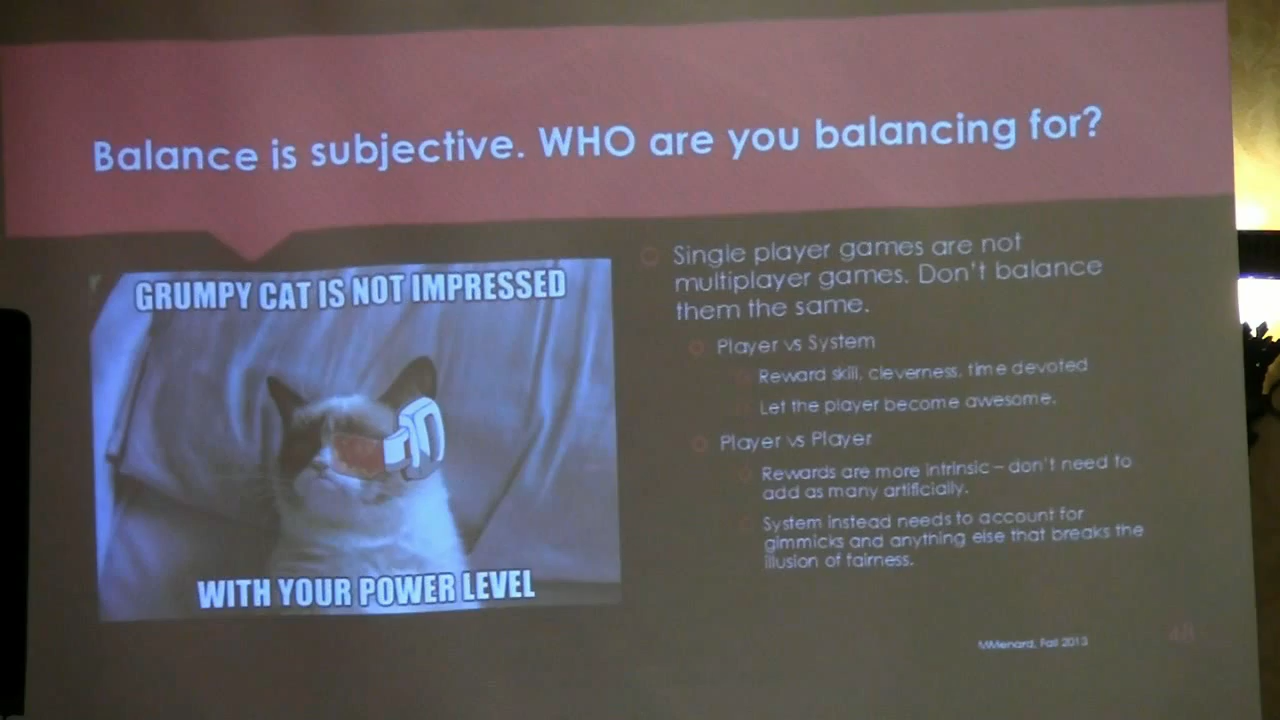 Balance is subjective. WHO are you balancing for?
GRUMPY CAT IS NOT IMPRESSED
WITH YOUR POWER LEVEL
Single player games are not
multiplayer games. Don't balance
them the same.
Player vs System
Reward skill, cleverness, time devoted
Let the player become awesome.
Player vs Player
Rewards are more intrinsic – don't need to
add as many artificially.
System instead needs to account for
gimmicks and anything else that breaks the
illusion of fairness.
MMenard, Fall 2013
48